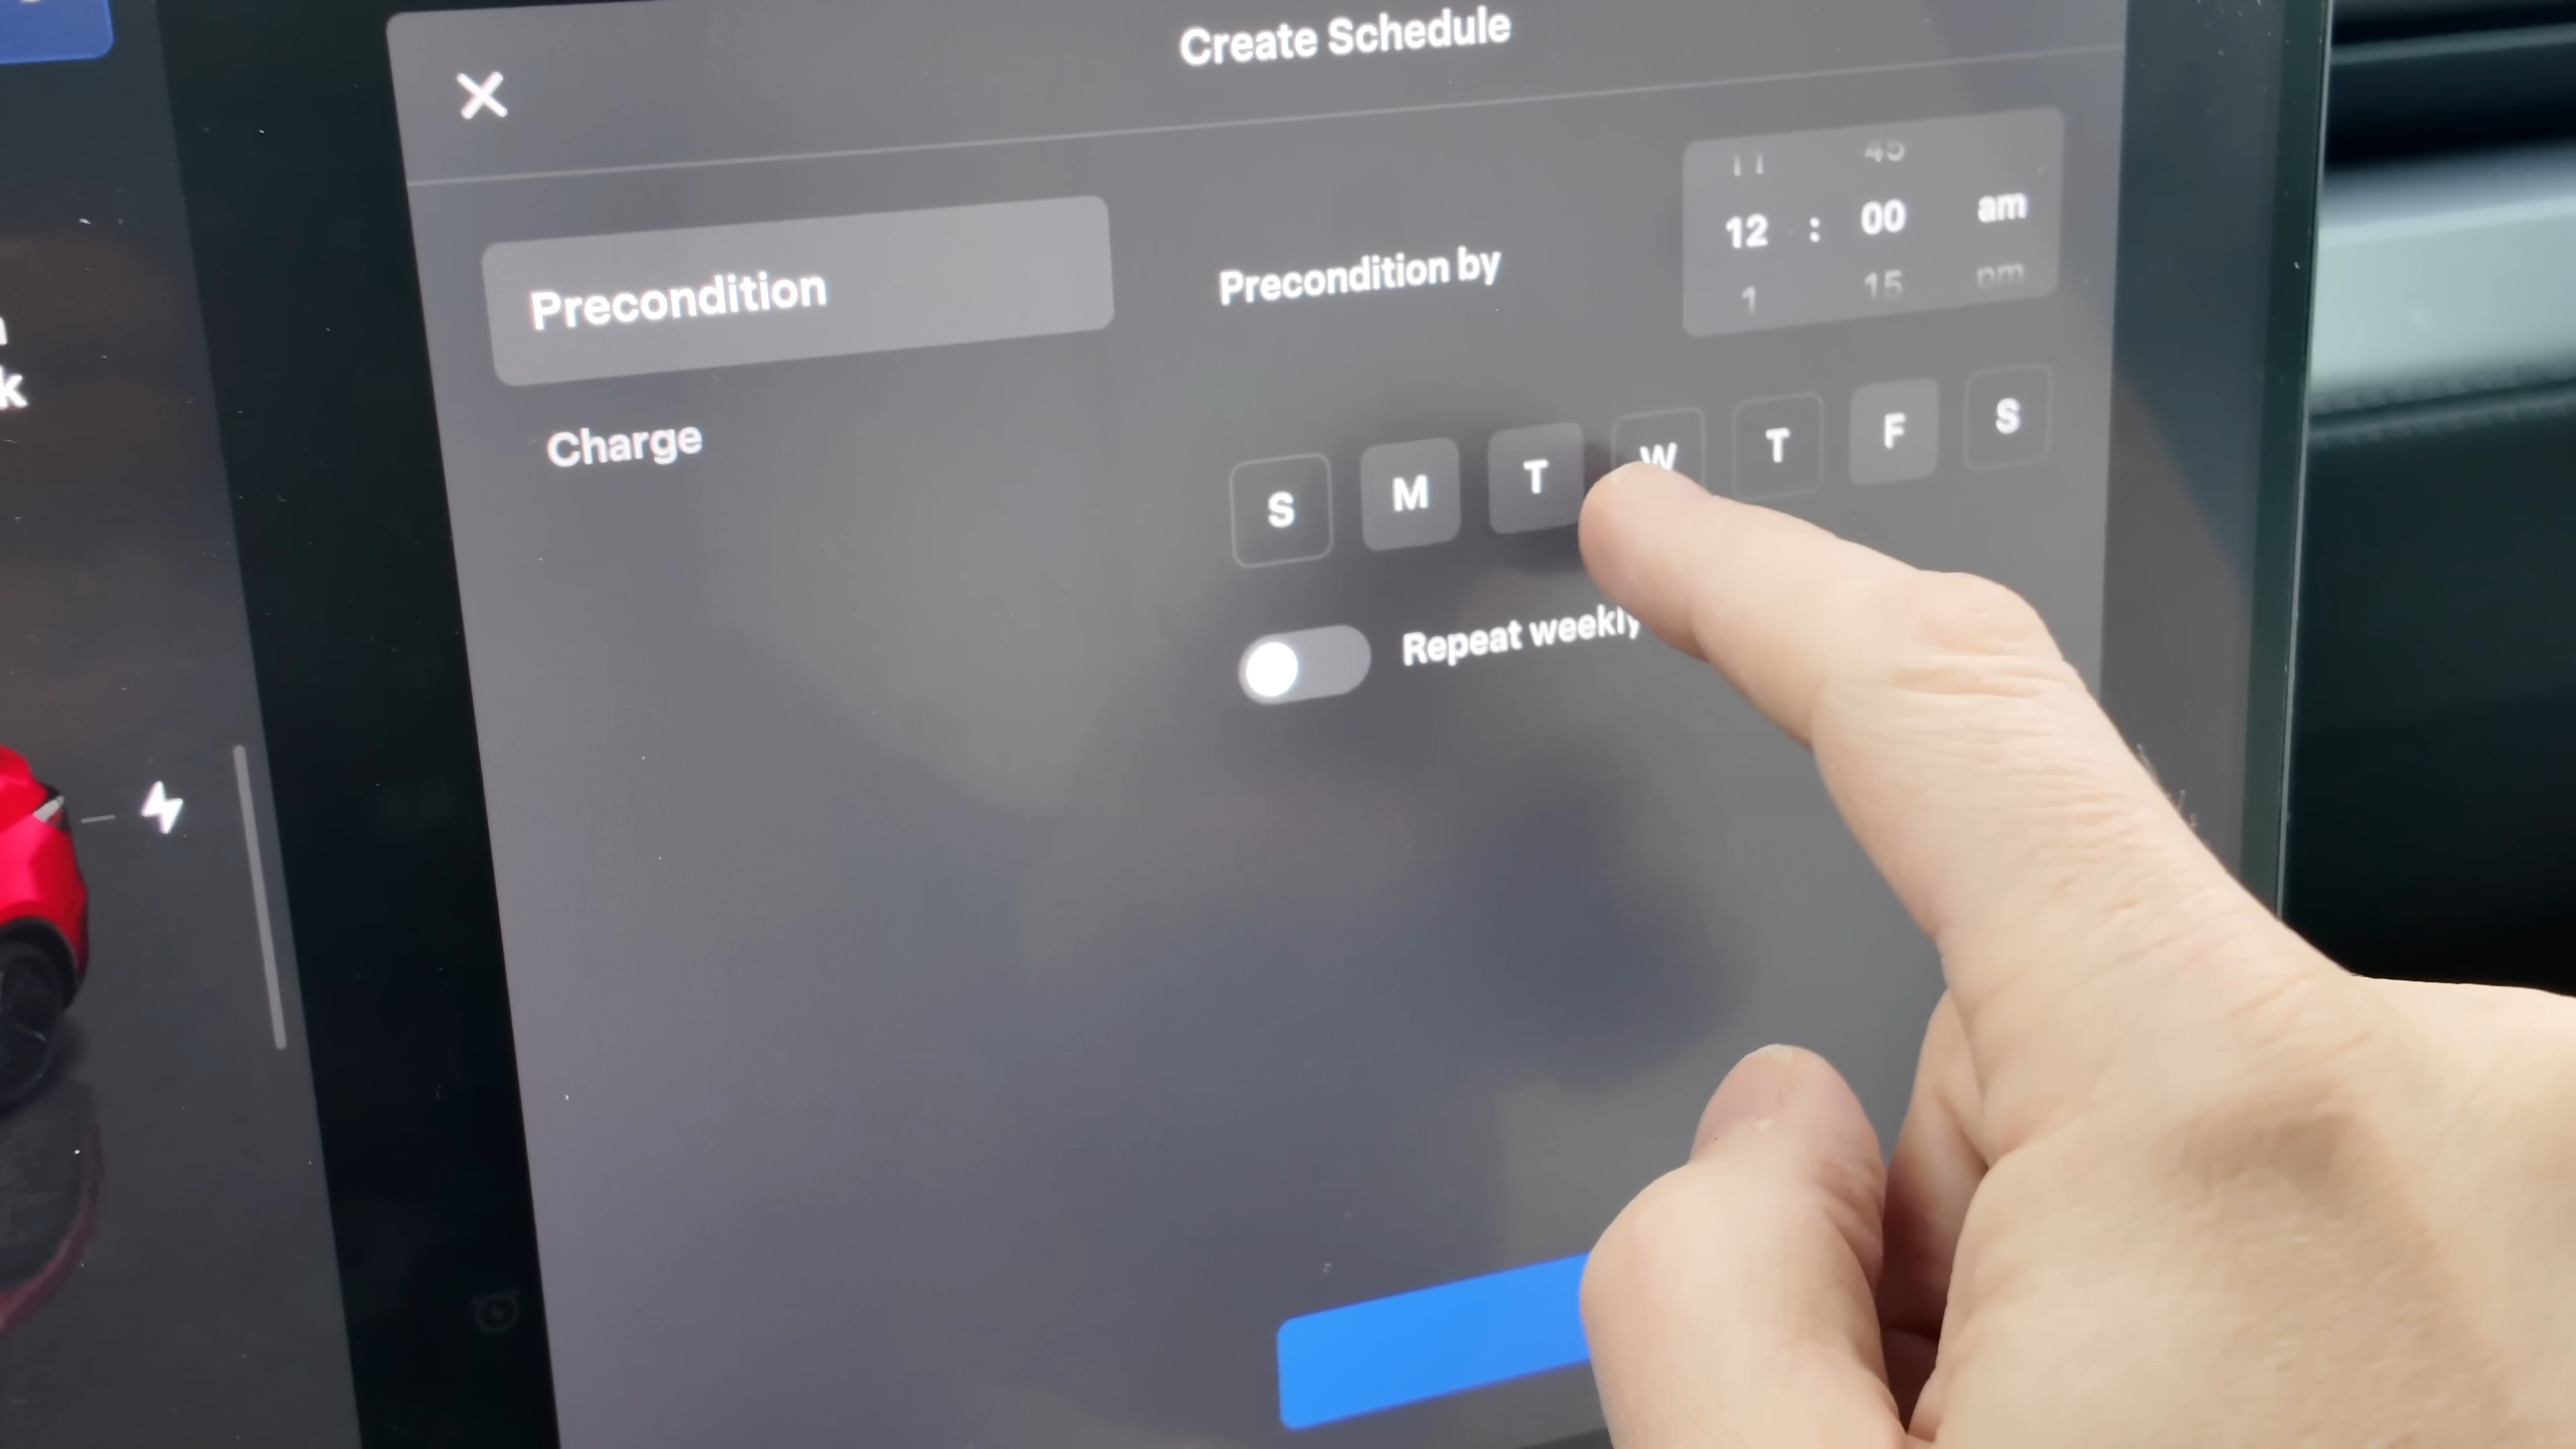 Create Schedule
Precondition
Charge
Precondition by
11 45
12 : 00 am
1 15 pm
S M T W T F S
Repeat weekly
k